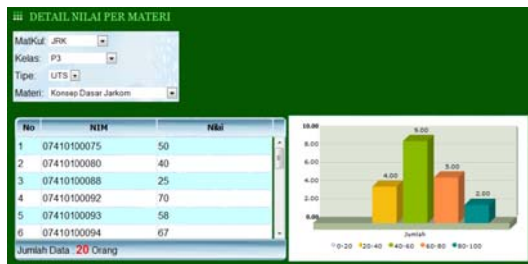 DETAIL NILAI PER MATERI
MatKul: JRK
Kelas: P3
Tipe: UTS
Materi: Konsep Dasar Jarkom
No NIM Nilai
1 07410100075 50
2 07410100080 40
3 07410100088 25
4 07410100092 70
5 07410100093 58
6 07410100094 67
Jumlah Data : 20 Orang
10.00
8.00
6.00
4.00
2.00
0.00
4.00
9.00
5.00
2.00
Jumlah
0-20 20-40 40-60 60-80 80-100